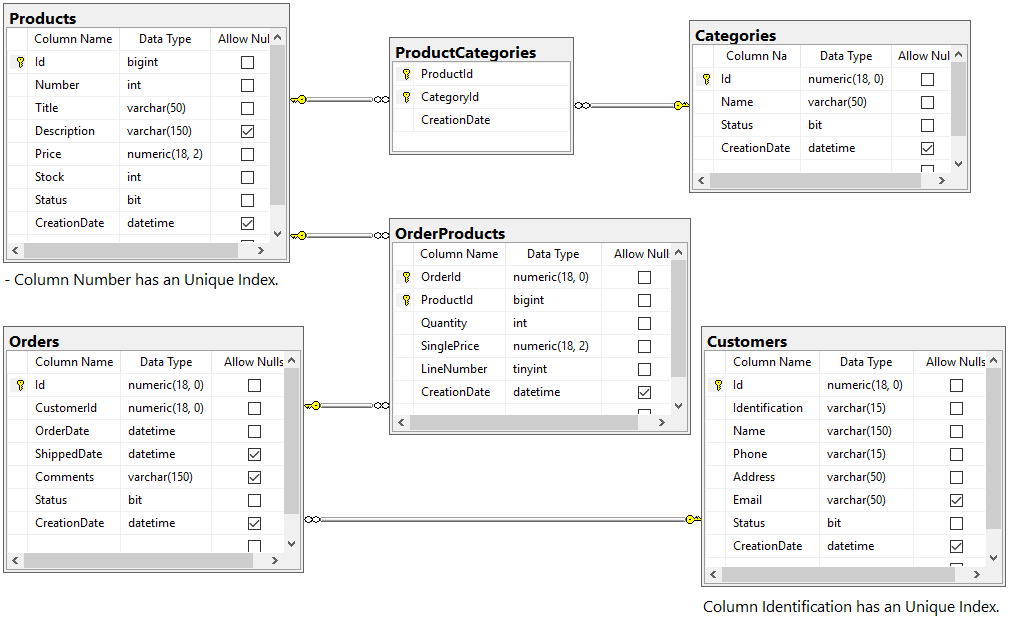 Products
Column Name Data Type Allow Nul
Id bigint
Number int
Title varchar(50)
Description varchar(150)
Price numeric(18, 2)
Stock int
Status bit
CreationDate datetime
- Column Number has an Unique Index.
ProductCategories
ProductId
CategoryId
CreationDate
Categories
Column Na Data Type Allow Nul
Id numeric(18, 0)
Name varchar(50)
Status bit
CreationDate datetime
OrderProducts
Column Name Data Type Allow Null
OrderId numeric(18, 0)
ProductId bigint
Quantity int
SinglePrice numeric(18, 2)
LineNumber tinyint
CreationDate datetime
Orders
Column Name Data Type Allow Nulls
Id numeric(18, 0)
CustomerId numeric(18, 0)
OrderDate datetime
ShippedDate datetime
Comments varchar(150)
Status bit
CreationDate datetime
Customers
Column Name Data Type Allow Nulls
Id numeric(18, 0)
Identification varchar(15)
Name varchar(150)
Phone varchar(15)
Address varchar(50)
Email varchar(50)
Status bit
CreationDate datetime
Column Identification has an Unique Index.